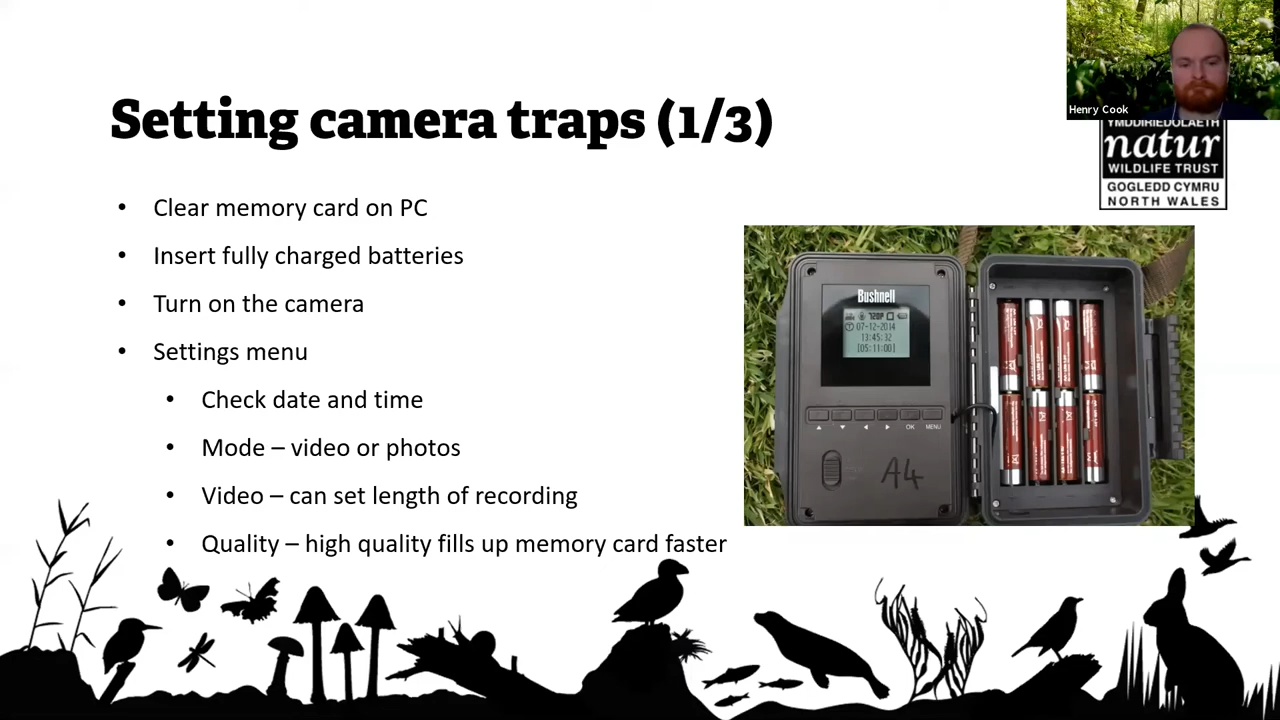 Henry Cook
YMDDIRIEDOLAETH
natur
WILDLIFE TRUST
GOGLEDD CYMRU
NORTH WALES
Setting camera traps (1/3)
• Clear memory card on PC
• Insert fully charged batteries
• Turn on the camera
• Settings menu
• Check date and time
• Mode – video or photos
• Video – can set length of recording
• Quality – high quality fills up memory card faster
Bushnell
720P
07-12-2014
13:45:32
[05:11:00]
OK MENU
A4